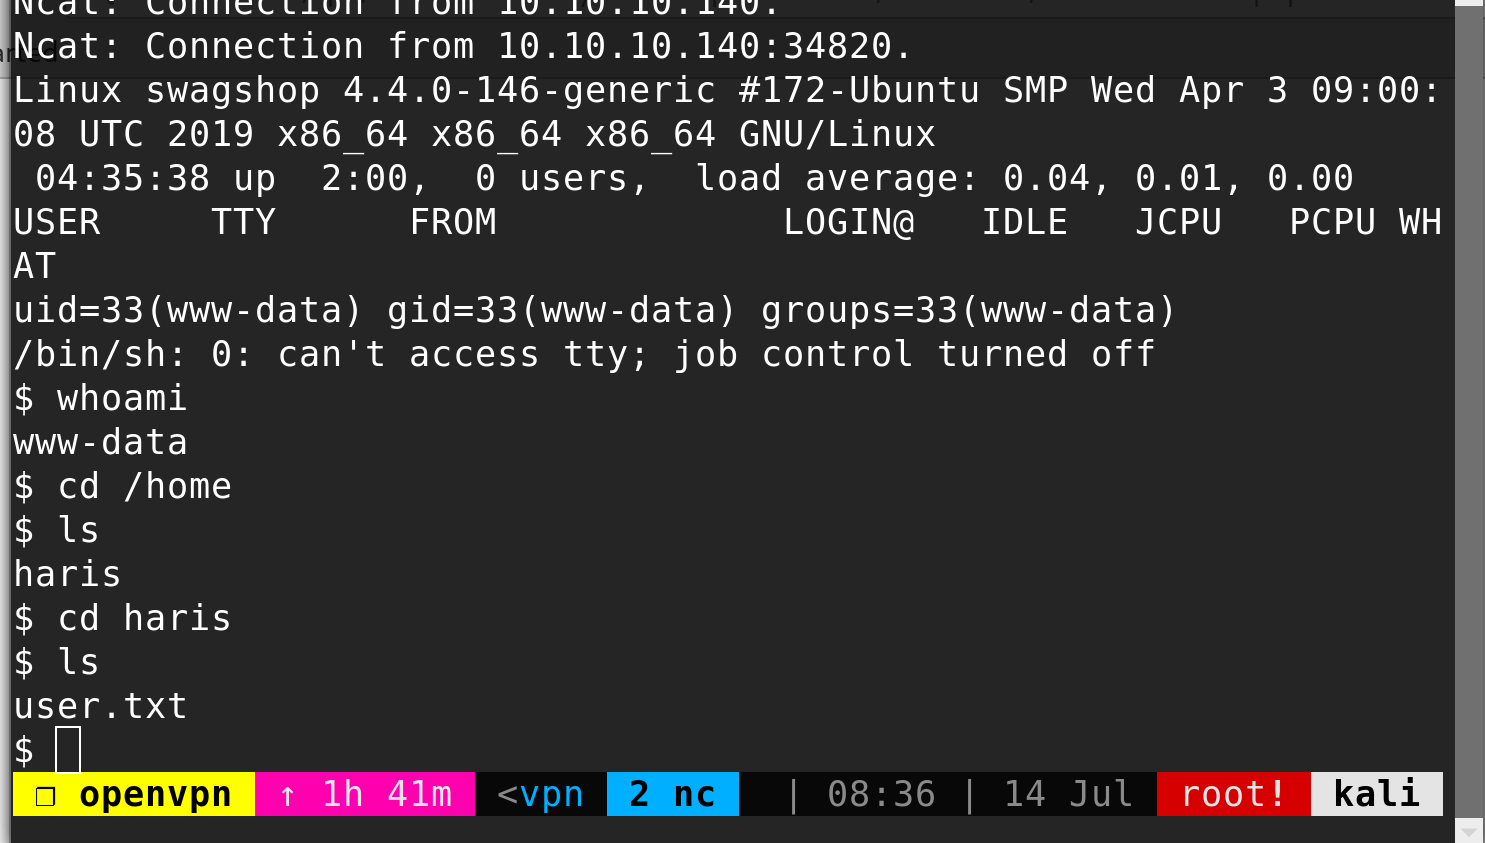 Ncat: Connection from 10.10.10.140.
Ncat: Connection from 10.10.10.140:34820.
Linux swagshop 4.4.0-146-generic #172-Ubuntu SMP Wed Apr 3 09:00:
08 UTC 2019 x86_64 x86_64 x86_64 GNU/Linux
 04:35:38 up  2:00,  0 users,  load average: 0.04, 0.01, 0.00
USER     TTY      FROM             LOGIN@   IDLE   JCPU   PCPU WH
AT
uid=33(www-data) gid=33(www-data) groups=33(www-data)
/bin/sh: 0: can't access tty; job control turned off
$ whoami
www-data
$ cd /home
$ ls
haris
$ cd haris
$ ls
user.txt
$
❐ openvpn ↑ 1h 41m <vpn 2 nc | 08:36 | 14 Jul root! kali